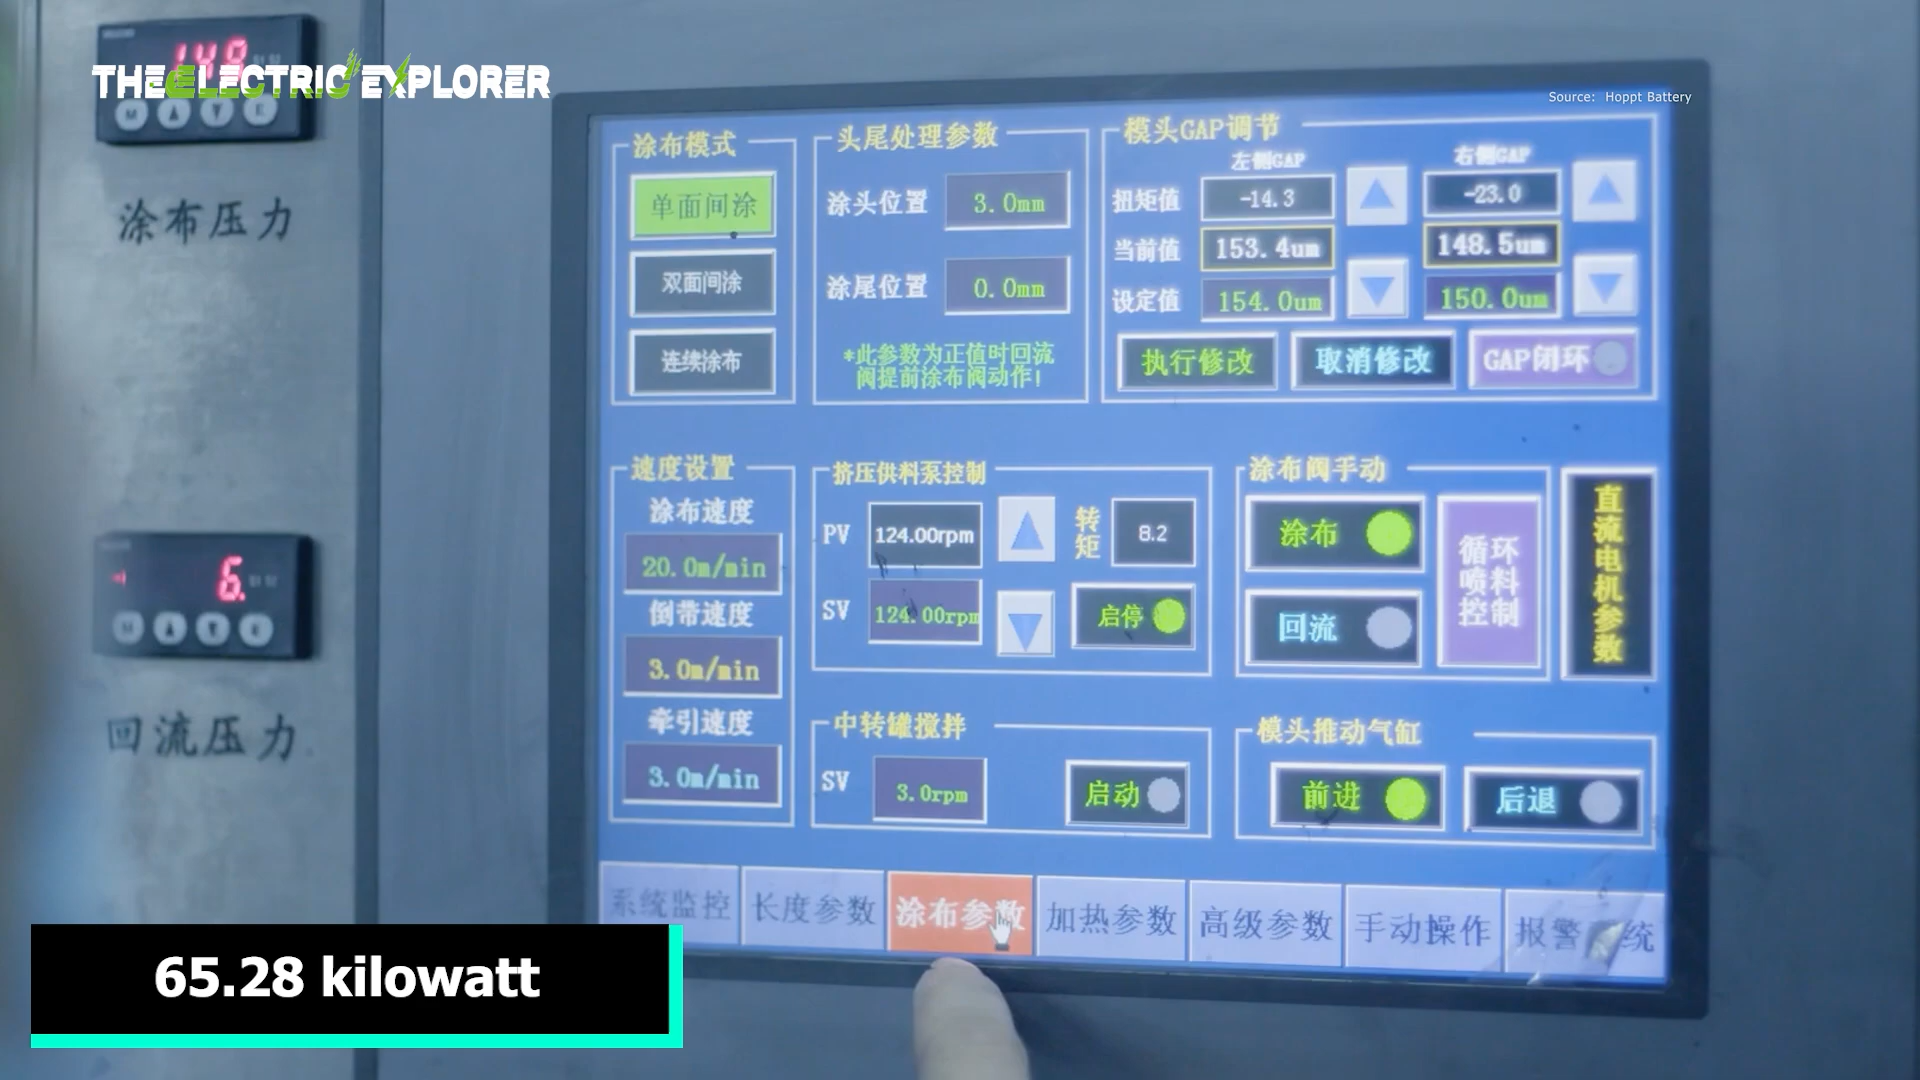 THE ELECTRIC EXPLORER
Source: Hoppt Battery
149
M
E
涂布压力
6.
M
E
回流压力
涂布模式
单面间涂
双面间涂
连续涂布
头尾处理参数
涂头位置 3.0mm
涂尾位置 0.0mm
*此参数为正值时回流
阀提前涂布阀动作!
模头GAP调节
左侧GAP 右侧GAP
扭矩值 -14.3 -23.0
当前值 153.4um 148.5um
设定值 154.0um 150.0um
执行修改 取消修改 GAP闭环
速度设置
涂布速度
20.0m/min
倒带速度
3.0m/min
牵引速度
3.0m/min
挤压供料泵控制
PV 124.00rpm 转矩 8.2
SV 124.00rpm 启停
中转罐搅拌
SV 3.0rpm 启动
涂布阀手动
涂布
回流
循环
喷料
控制
直流电机参数
模头推动气缸
前进 后退
系统监控 长度参数 涂布参数 加热参数 高级参数 手动操作 报警 统
65.28 kilowatt